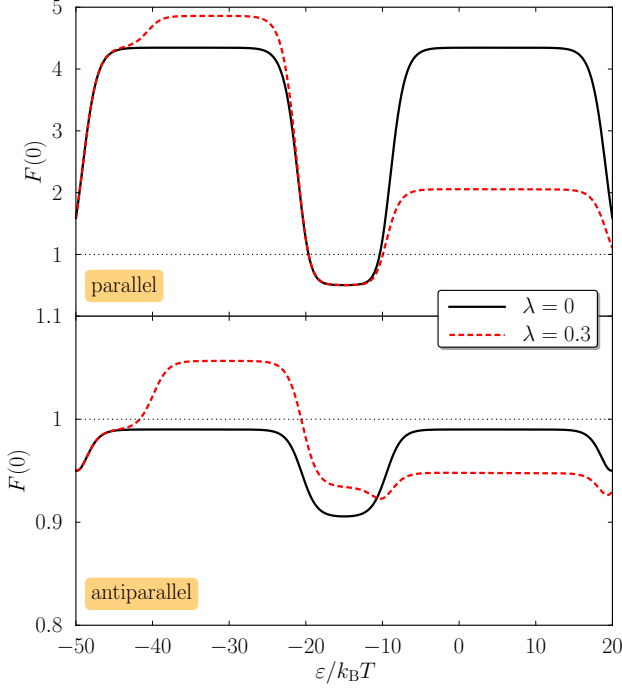 5
4
3
2
1
F(0)
parallel
λ = 0
λ = 0.3
1.1
1
0.9
0.8
F(0)
antiparallel
−50 −40 −30 −20 −10 0 10 20
ε/k_BT